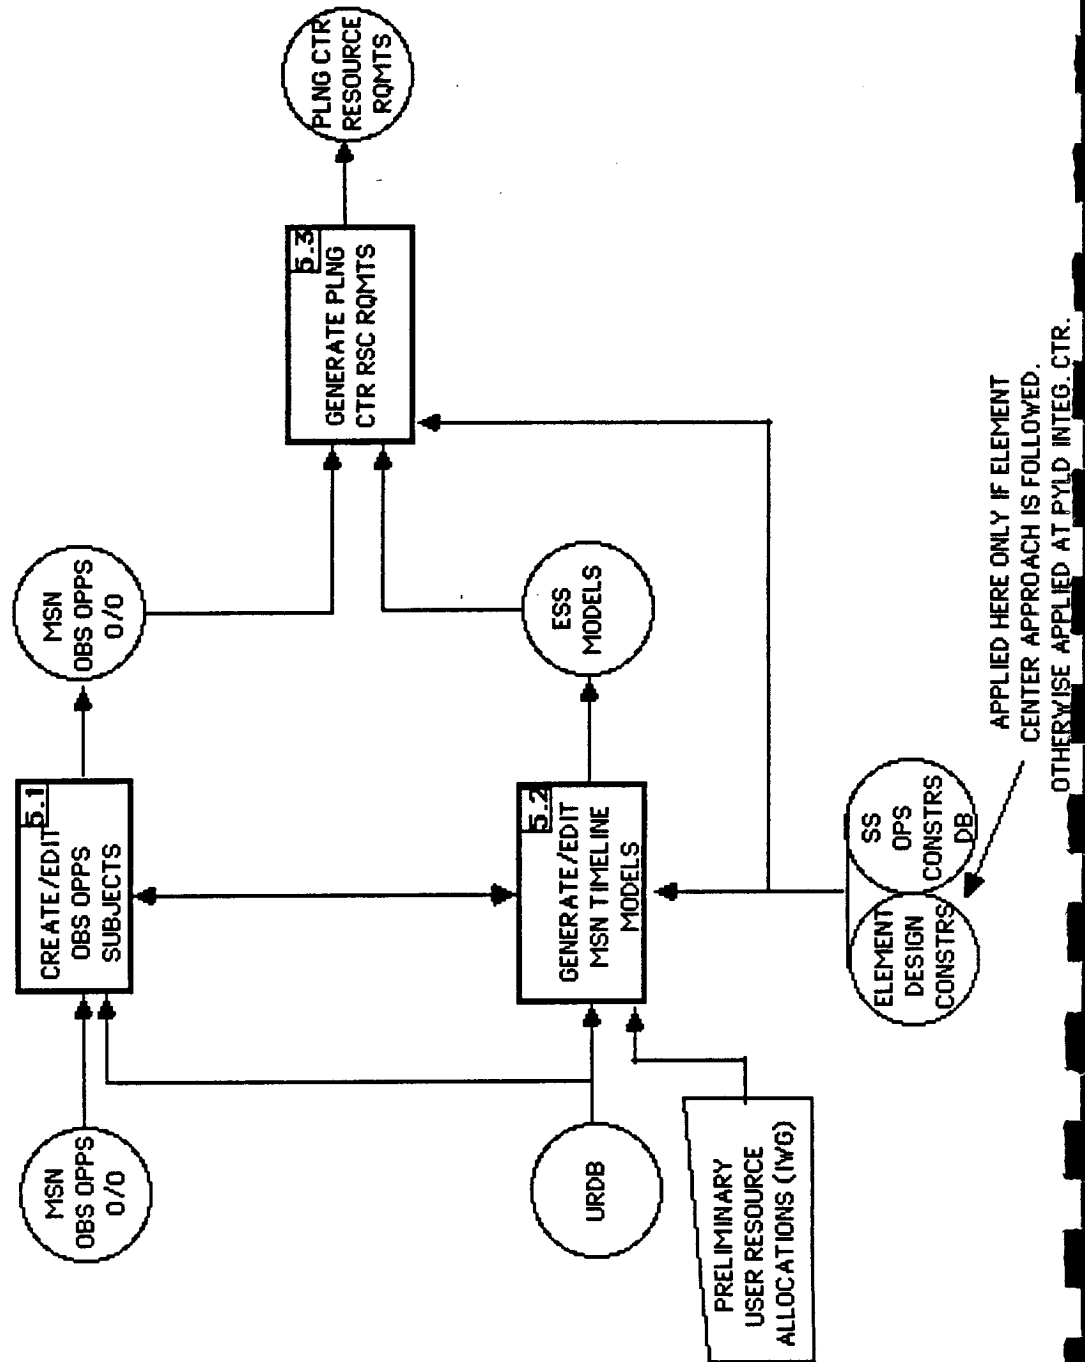 MSN
OBS OPPS
O/O
5.1
CREATE/EDIT
OBS OPPS
SUBJECTS
MSN
OBS OPPS
O/O
5.3
GENERATE PLNG
CTR RSC RQMTS
PLNG CTR
RESOURCE
RQMTS
URDB
5.2
GENERATE/EDIT
MSN TIMELINE
MODELS
ESS
MODELS
PRELIMINARY
USER RESOURCE
ALLOCATIONS (IWG)
ELEMENT
DESIGN
CONSTRS
SS
OPS
CONSTRS
DB
APPLIED HERE ONLY IF ELEMENT
CENTER APPROACH IS FOLLOWED.
OTHERWISE APPLIED AT PYLD INTEG. CTR.